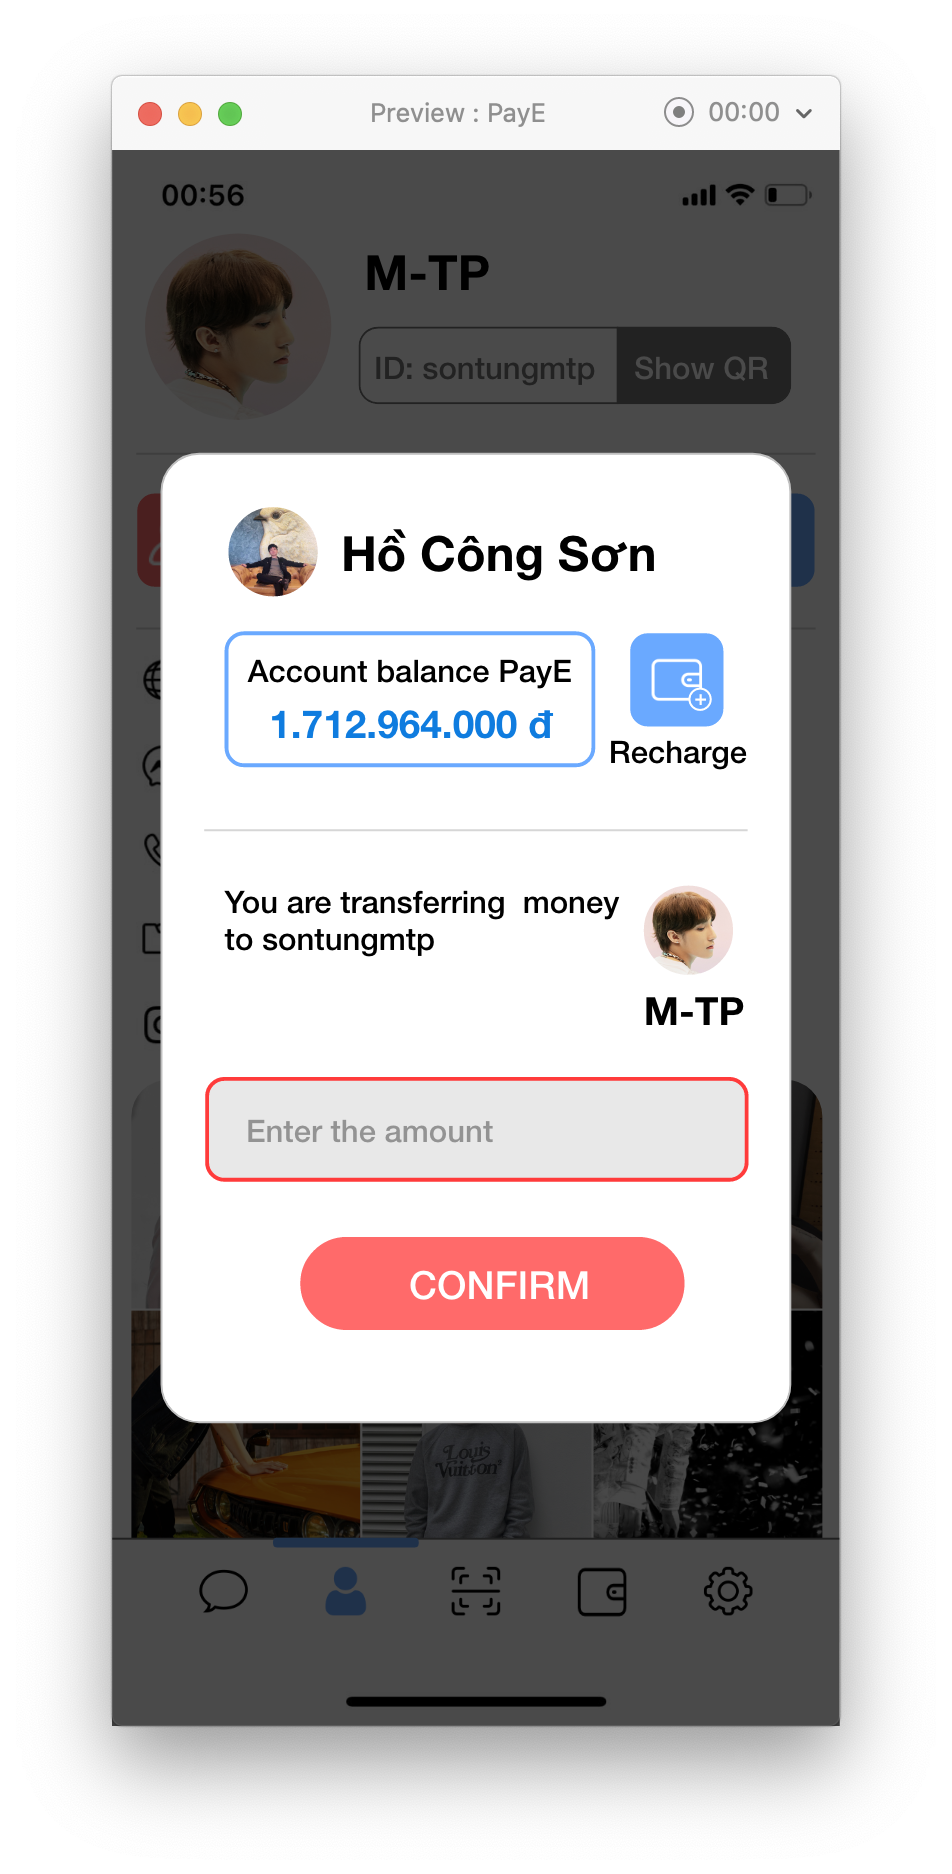 Preview : PayE
00:00
00:56
M-TP
ID: sontungmtp
Show QR
Hồ Công Sơn
Account balance PayE
1.712.964.000 đ
Recharge
You are transferring  money
to sontungmtp
M-TP
Enter the amount
CONFIRM
Louis
Vuitton